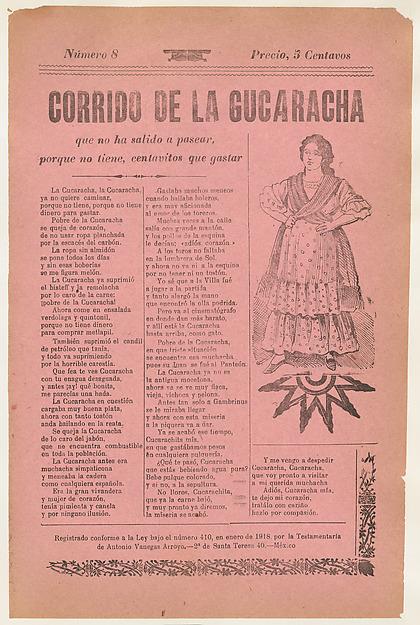 Número 8
Precio, 5 Centavos
CORRIDO DE LA CUCARACHA
que no ha salido a pasear,
porque no tiene, centavitos que gastar
La Cucaracha, la Cucaracha,
ya no quiere caminar,
porque no tiene, porque no tiene
dinero para gastar.
Pobre de la Cucaracha
se queja de corazón,
de no usar ropa planchada
por la escasés del carbón.
La ropa sin almidón
se pone todos los días
y sin esas boberías
se me figura melón.
La Cucaracha ya suprimió
el bisteff y la remolacha
por lo caro de la carne;
¡pobre de la Cucaracha!
Ahora come en ensalada
verdolaga y quintonil,
porque no tiene dinero
para comprar metlapil.
También suprimió el candil
de petróleo que tenía,
y todo va suprimiendo
por la horrible carestía.
Que fea te ves Cucaracha
con tu enagua desaguada,
y antes ¡ay! qué bonita,
me parecías una hada.
La Cucaracha en cuestión
cargaba muy buena plata,
ahora con tanto tostón
anda bailando en la reata.
Se queja la Cucaracha
de lo caro del jabón,
que no encuentra combustible
en toda la población.
La Cucaracha antes era
muchacha simpaticona
y meneaba la cadera
como cualquiera española.
Era la gran vivandera
y mujer de corazón,
tenía pimienta y canela
y por ninguno ilusión.
Gastaba muchos meneos
cuando bailaba boleros,
y era muy aficionada
al amor de los toreros.
Muchas veces a la calle
salía con grande mantón,
y los pollos de la esquina
le decían; «adiós, corazón.»
A los toros no faltaba
en la lumbrera de Sol,
y ahora no va ni a la esquina
por no tener ni un tostón.
Yo sé que a la Villa fué
a jugar a la partida
y tanto alargó la mano
que encontró la olla podrida.
Pero va al cinematógrafo
en donde dan más barato,
y allí está la Cucaracha
hasta arriba, como gato.
Pobre de la Cucaracha,
en que triste situación
se encuentra esa muchacha
pues su Juan se fué al Panteón.
La Cucaracha ya no es
la antigua mocetona,
ahora ya se ve muy flaca,
vieja, vichoca y pelona.
Antes tan solo a Gambrinus
se le miraba llegar
y ahora con esta miseria
a la piquera va a dar.
Ya se acabó ese tiempo,
Cucarachita mía,
en que gastábamos pesos
en cualquiera pulquería.
¿Qué te pasó, Cucaracha
que estás bebiendo agua pura?
Bebe pulque colorado,
y si no, a la sepultura.
No llores, Cucarachita,
que ya la carne bajó,
y muy pronto ya diremos,
la miseria se acabó.
Y me vengo a despedir
Cucaracha, Cucaracha,
que voy pronto a visitar
a mi querida muchacha
Adiós, Cucaracha mía,
te dejo mi corazón,
trátalo con cariño
hazlo por compasión.
Registrado conforme a la Ley bajo el número 410, en enero de 1918, por la Testamentaría
de Antonio Vanegas Arroyo.—2ª de Santa Teresa 40.—México